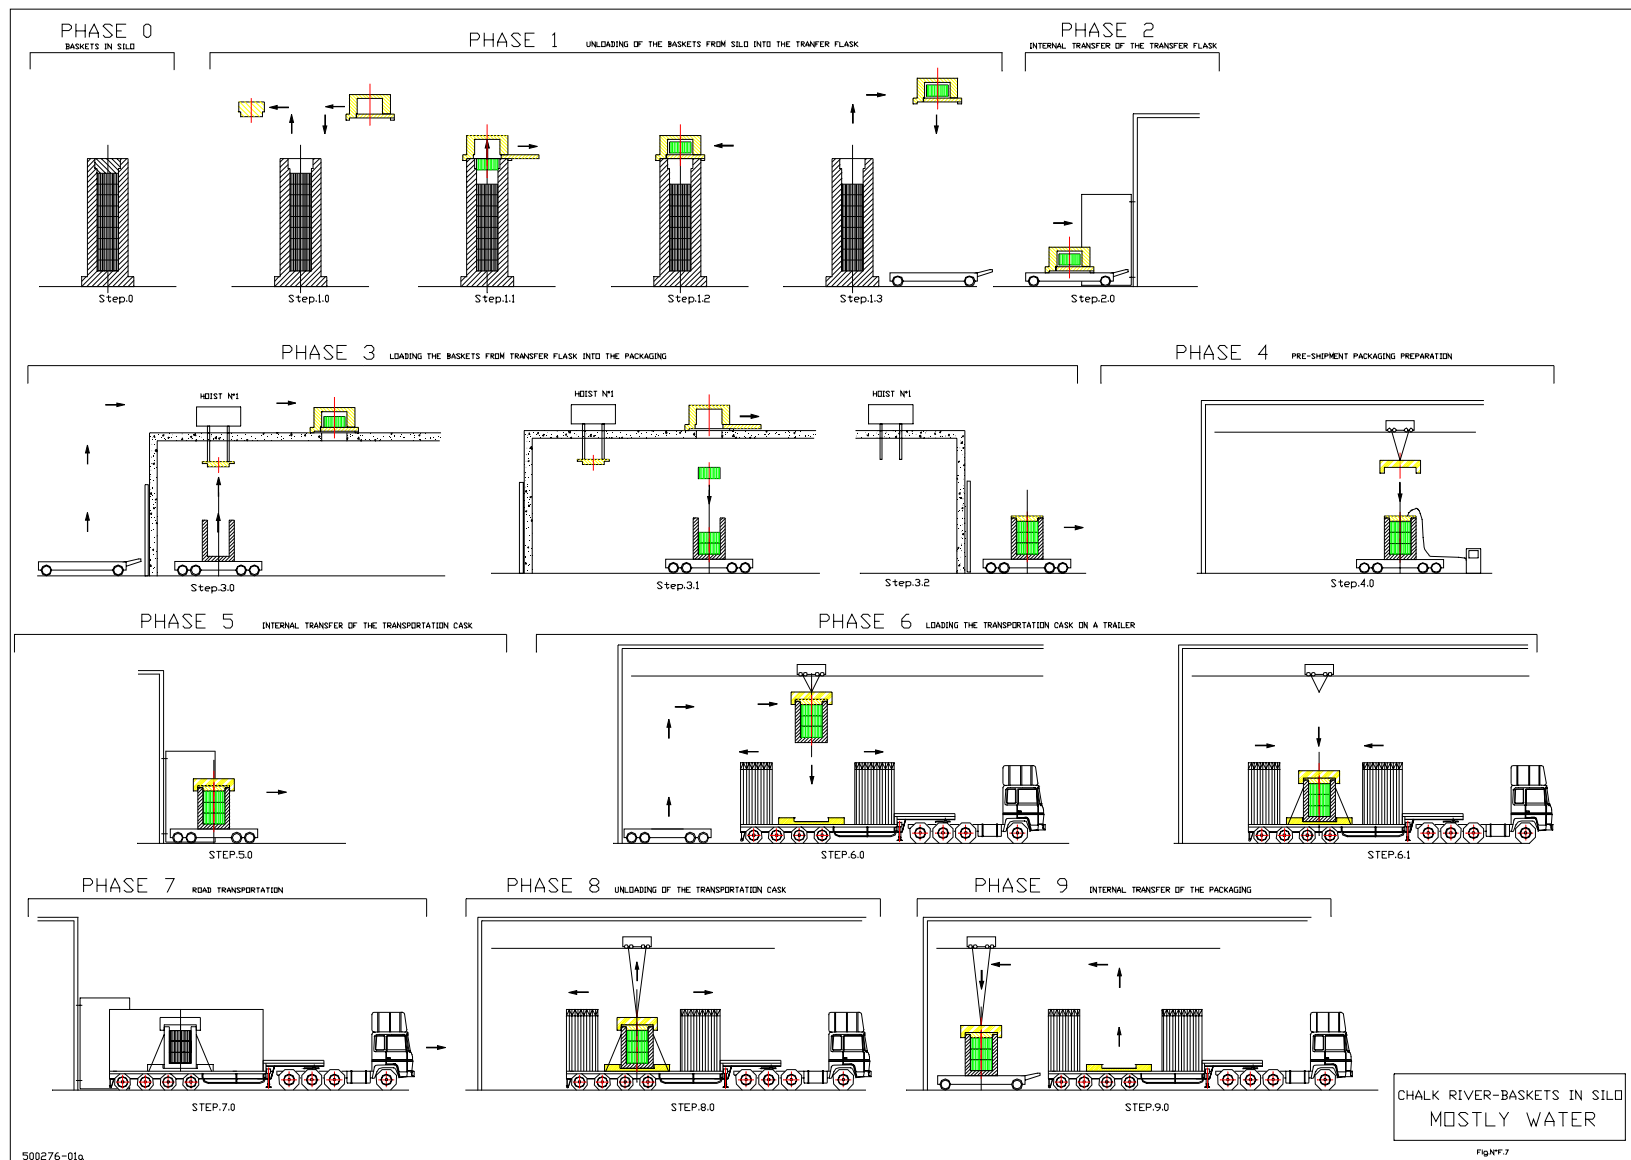 PHASE 0
BASKETS IN SILO
PHASE 1 UNLOADING OF THE BASKETS FROM SILO INTO THE TRANFER FLASK
PHASE 2
INTERNAL TRANSFER OF THE TRANSFER FLASK
Step.0
Step.1.0
Step.1.1
Step.1.2
Step.1.3
Step.2.0
PHASE 3 LOADING THE BASKETS FROM TRANSFER FLASK INTO THE PACKAGING
PHASE 4 PRE-SHIPMENT PACKAGING PREPARATION
HOIST N°1
HOIST N°1
HOIST N°1
Step.3.0
Step.3.1
Step.3.2
Step.4.0
PHASE 5 INTERNAL TRANSFER OF THE TRANSPORTATION CASK
PHASE 6 LOADING THE TRANSPORTATION CASK ON A TRAILER
STEP.5.0
STEP.6.0
STEP.6.1
PHASE 7 ROAD TRANSPORTATION
PHASE 8 UNLOADING OF THE TRANSPORTATION CASK
PHASE 9 INTERNAL TRANSFER OF THE PACKAGING
STEP.7.0
STEP.8.0
STEP.9.0
CHALK RIVER-BASKETS IN SILO
MOSTLY WATER
Fig.N°F.7
500276-01a